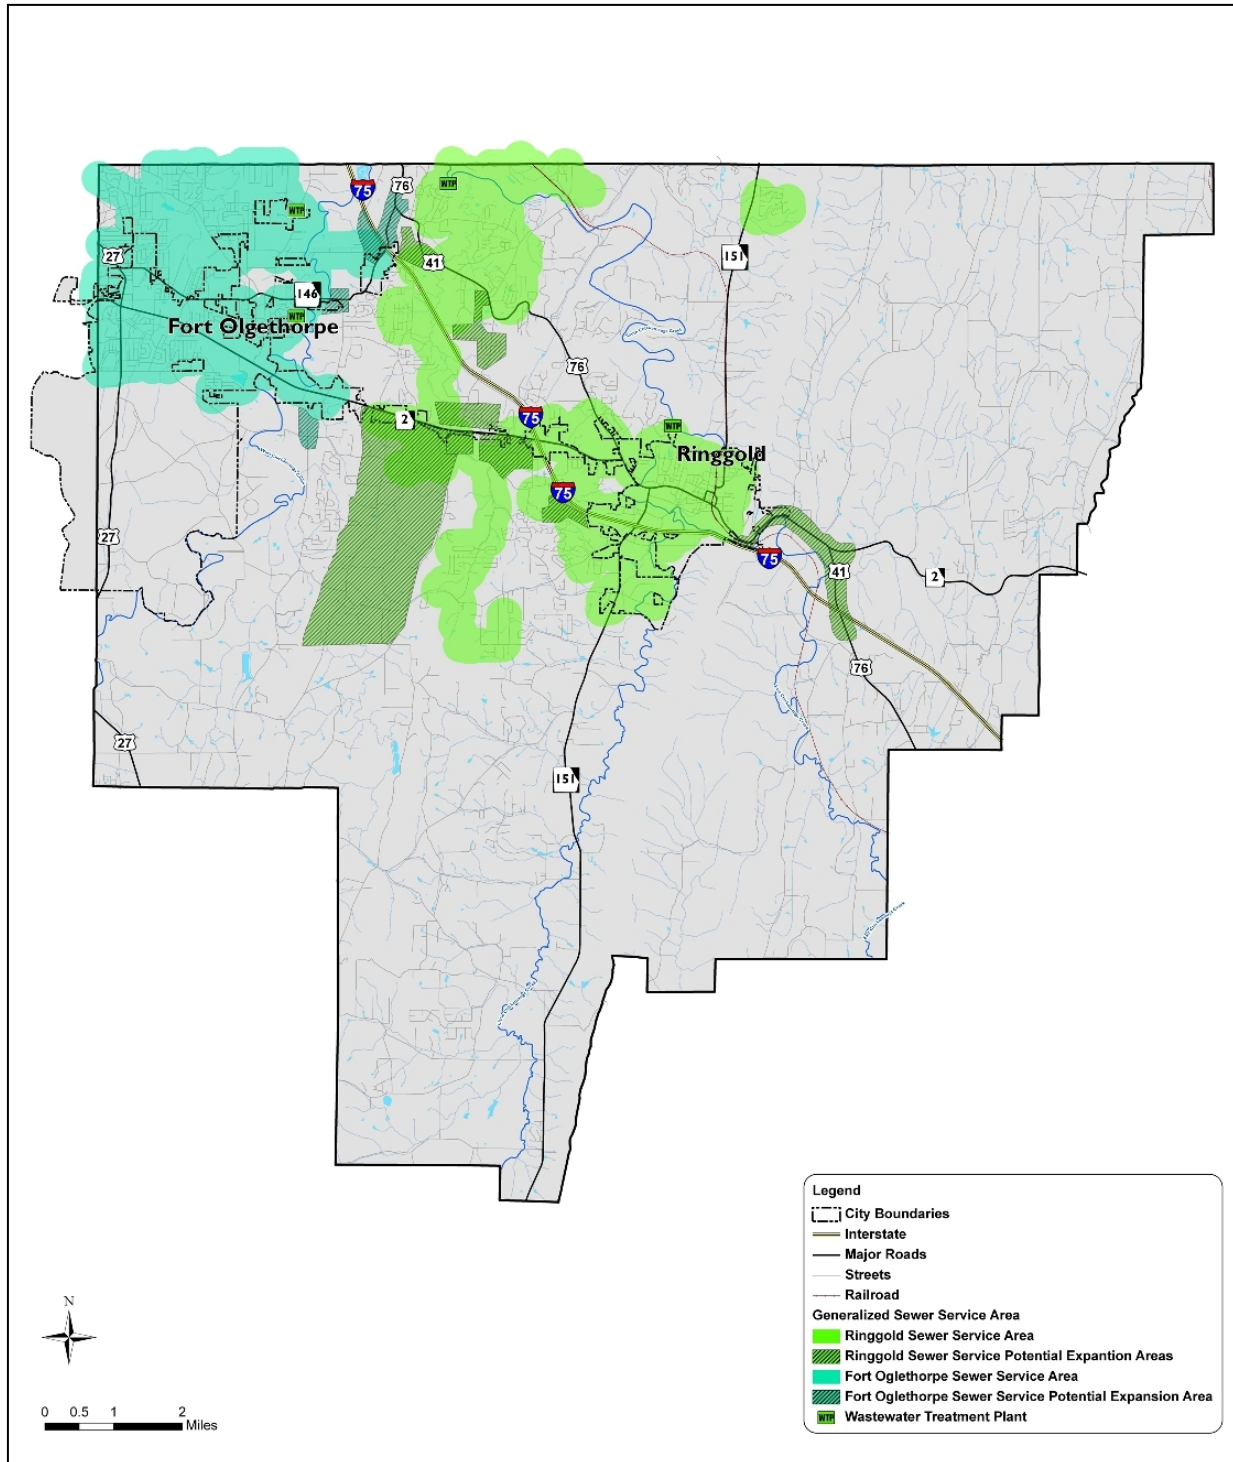 WTP
75
76
WTP
27
41
151
146
WTP
Fort Olgethorpe
76
75
2
WTP
Ringgold
75
27
75
41
2
76
27
151
Legend
City Boundaries
Interstate
Major Roads
Streets
Railroad
Generalized Sewer Service Area
Ringgold Sewer Service Area
Ringgold Sewer Service Potential Expantion Areas
Fort Oglethorpe Sewer Service Area
Fort Oglethorpe Sewer Service Potential Expansion Area
WTP Wastewater Treatment Plant
N
0 0.5 1 2
Miles